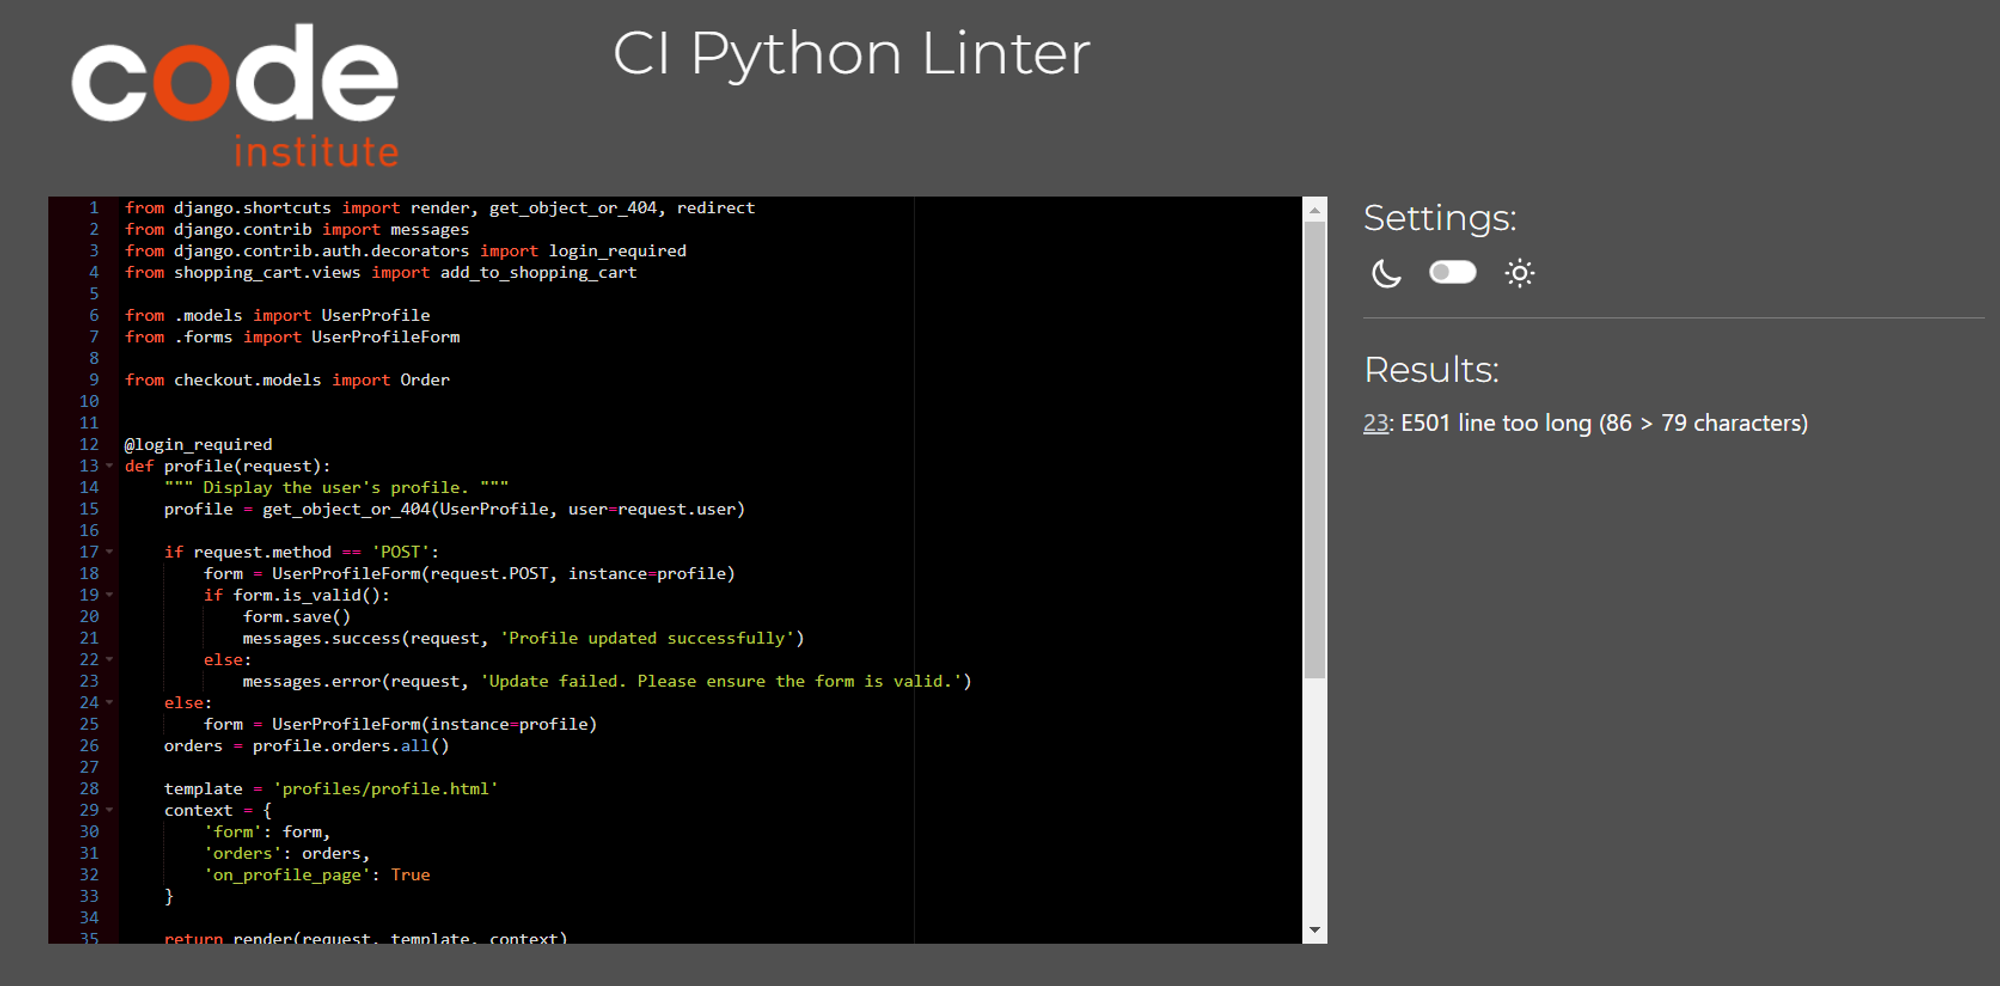 code
institute
CI Python Linter
1 from django.shortcuts import render, get_object_or_404, redirect
2 from django.contrib import messages
3 from django.contrib.auth.decorators import login_required
4 from shopping_cart.views import add_to_shopping_cart
5
6 from .models import UserProfile
7 from .forms import UserProfileForm
8
9 from checkout.models import Order
10
11
12 @login_required
13 def profile(request):
14     """ Display the user's profile. """
15     profile = get_object_or_404(UserProfile, user=request.user)
16
17     if request.method == 'POST':
18         form = UserProfileForm(request.POST, instance=profile)
19         if form.is_valid():
20             form.save()
21             messages.success(request, 'Profile updated successfully')
22         else:
23             messages.error(request, 'Update failed. Please ensure the form is valid.')
24     else:
25         form = UserProfileForm(instance=profile)
26     orders = profile.orders.all()
27
28     template = 'profiles/profile.html'
29     context = {
30         'form': form,
31         'orders': orders,
32         'on_profile_page': True
33     }
34
35     return render(request, template, context)
Settings:
Results:
23: E501 line too long (86 > 79 characters)